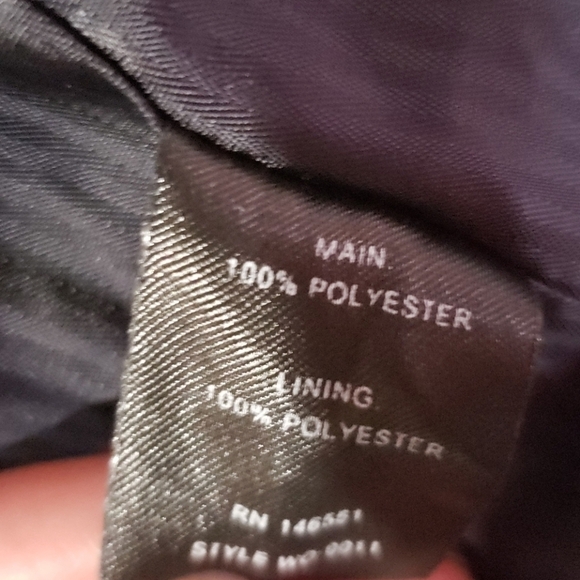 MAIN
100% POLYESTER
LINING
100% POLYESTER
RN 146551
STYLE